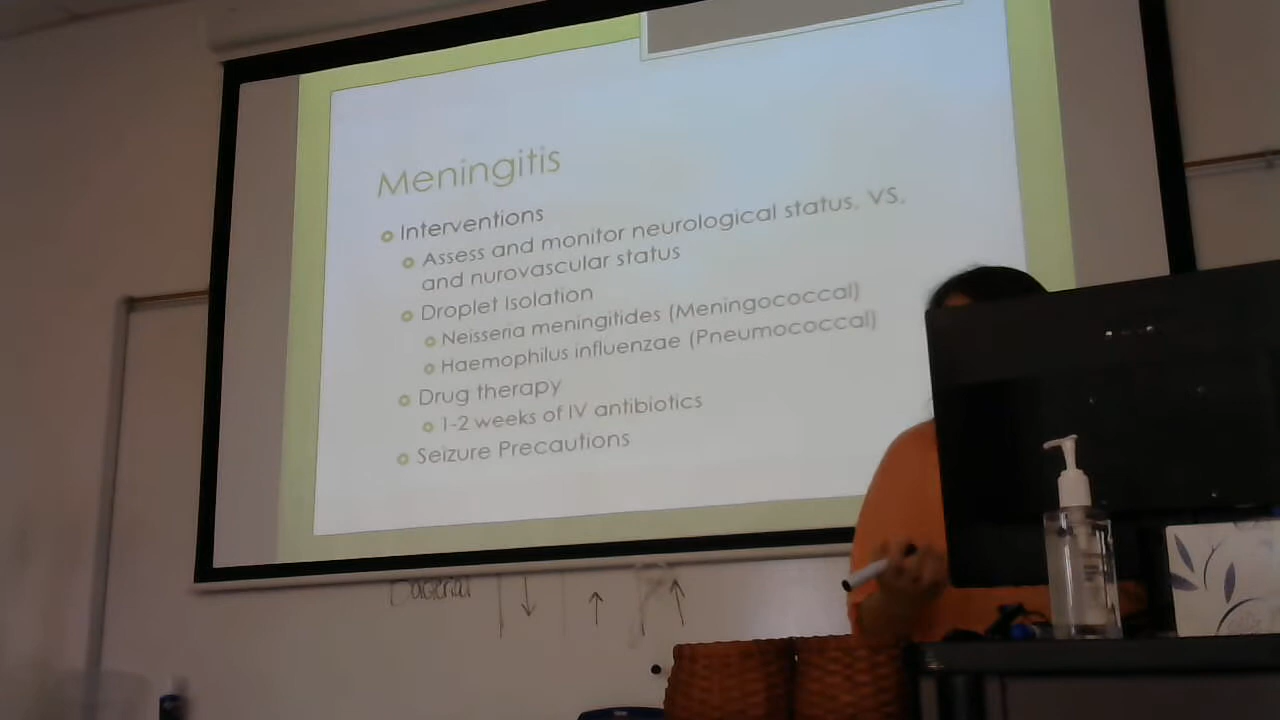 Meningitis
Interventions
Assess and monitor neurological status, VS,
and nurovascular status
Droplet Isolation
Neisseria meningitides (Meningococcal)
Haemophilus influenzae (Pneumococcal)
Drug therapy
1-2 weeks of IV antibiotics
Seizure Precautions
Bacterial ↓ ↑ ↑